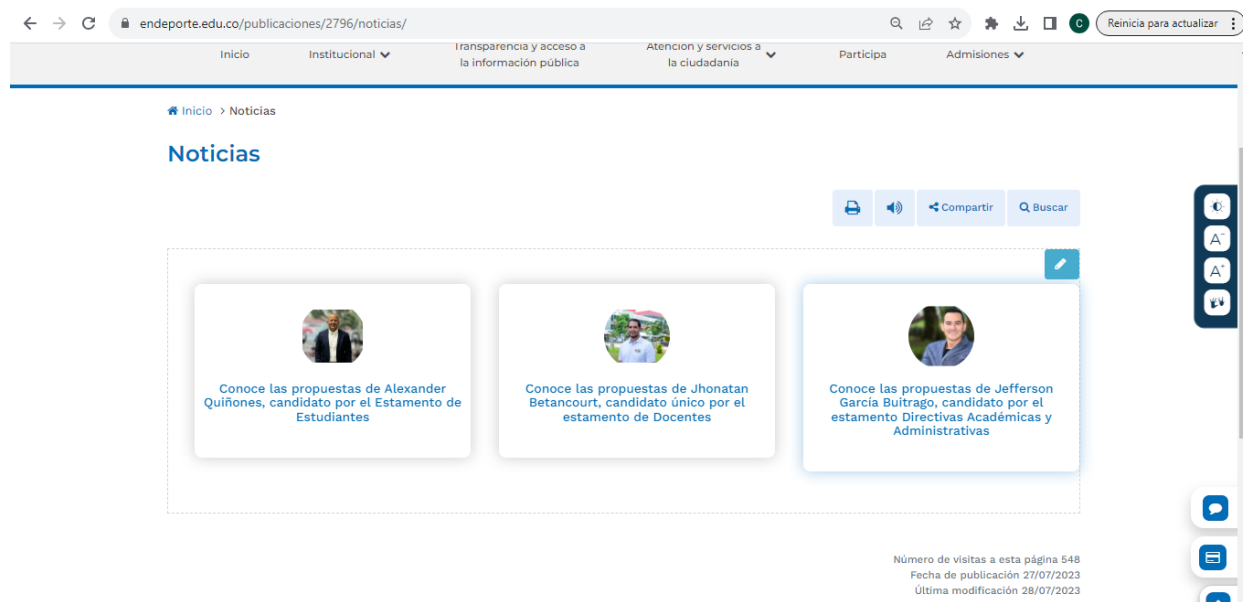 endeporte.edu.co/publicaciones/2796/noticias/
C
Reinicia para actualizar
Inicio
Institucional
Transparencia y acceso a
la información pública
Atención y servicios a
la ciudadanía
Participa
Admisiones
Inicio > Noticias
Noticias
Compartir
Buscar
A-
A+
Conoce las propuestas de Alexander
Quiñones, candidato por el Estamento de
Estudiantes
Conoce las propuestas de Jhonatan
Betancourt, candidato único por el
estamento de Docentes
Conoce las propuestas de Jefferson
García Buitrago, candidato por el
estamento Directivas Académicas y
Administrativas
Número de visitas a esta página 548
Fecha de publicación 27/07/2023
Última modificación 28/07/2023